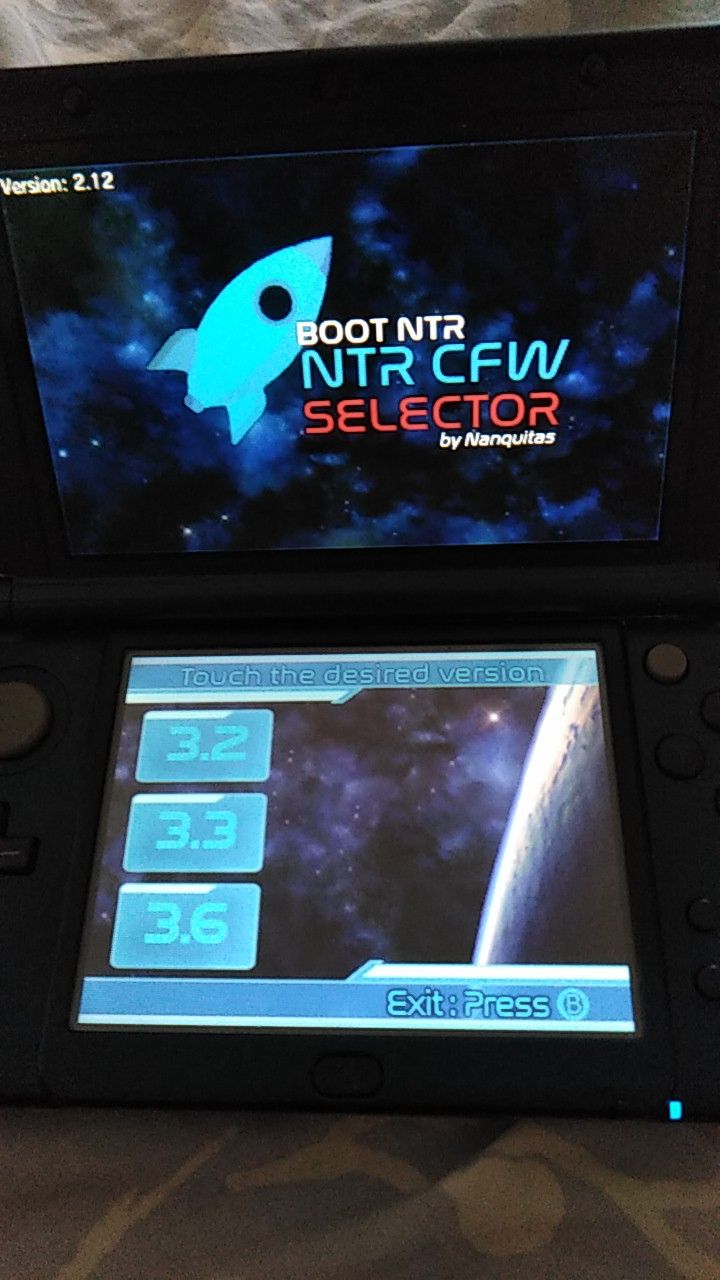 Version: 2.12
BOOT NTR
NTR CFW
SELECTOR
by Nanquitas
Touch the desired version
3.2
3.3
3.6
Exit : Press B